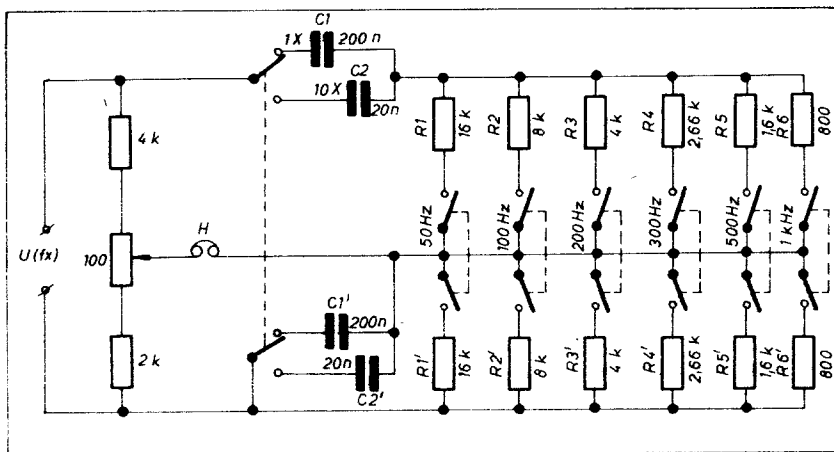 C1
1X
200n
C2
10X
20n
4k
R1
16k
R2
8k
R3
4k
R4
2,66k
R5
1,6k
R6
800
50Hz
100Hz
200Hz
300Hz
500Hz
1kHz
U(fx)
100
H
C1'
200n
20n
C2'
2k
R1'
16k
R2'
8k
R3'
4k
R4'
2,66k
R5'
1,6k
R6'
800